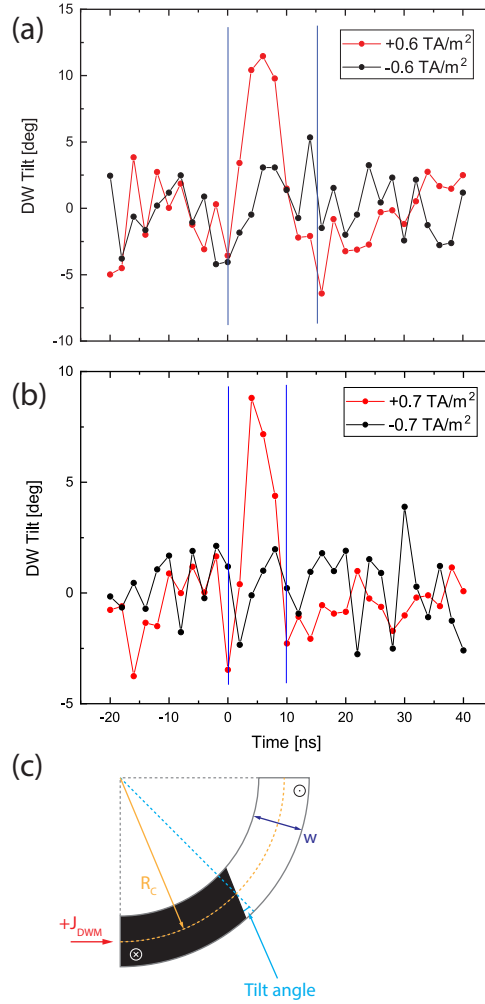 (a)
15
10
5
0
-5
-10
DW Tilt [deg]
+0.6 TA/m²
-0.6 TA/m²
(b)
10
5
0
-5
DW Tilt [deg]
+0.7 TA/m²
-0.7 TA/m²
-20 -10 0 10 20 30 40
Time [ns]
(c)
w
R_C
+J_DWM
Tilt angle